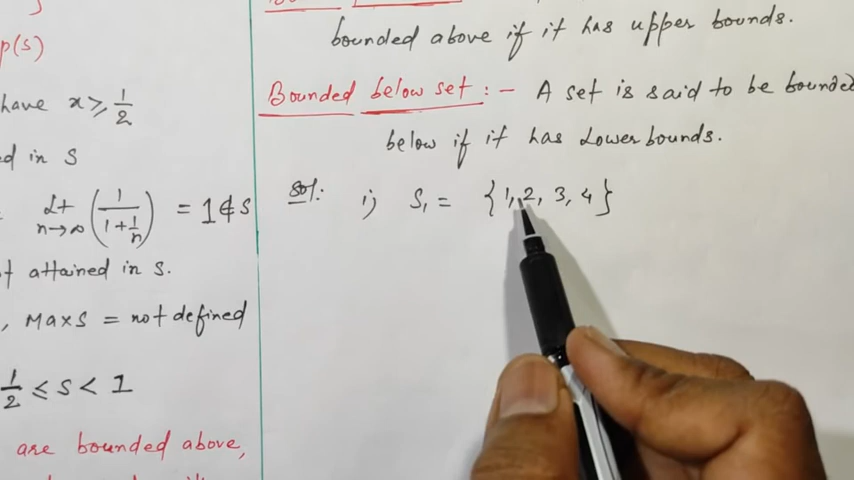 p(s)
have x ≥ 1/2
ed in S
Lt n→∞ (1/(1+1/n)) = 1 ∉ S
attained in S.
, Max S = not defined
1/2 ≤ S < 1
are bounded above,
bounded above if it has upper bounds.
Bounded below set :- A set is said to be bounded
below if it has Lower bounds.
Sol: i) S₁ = {1, 2, 3, 4}